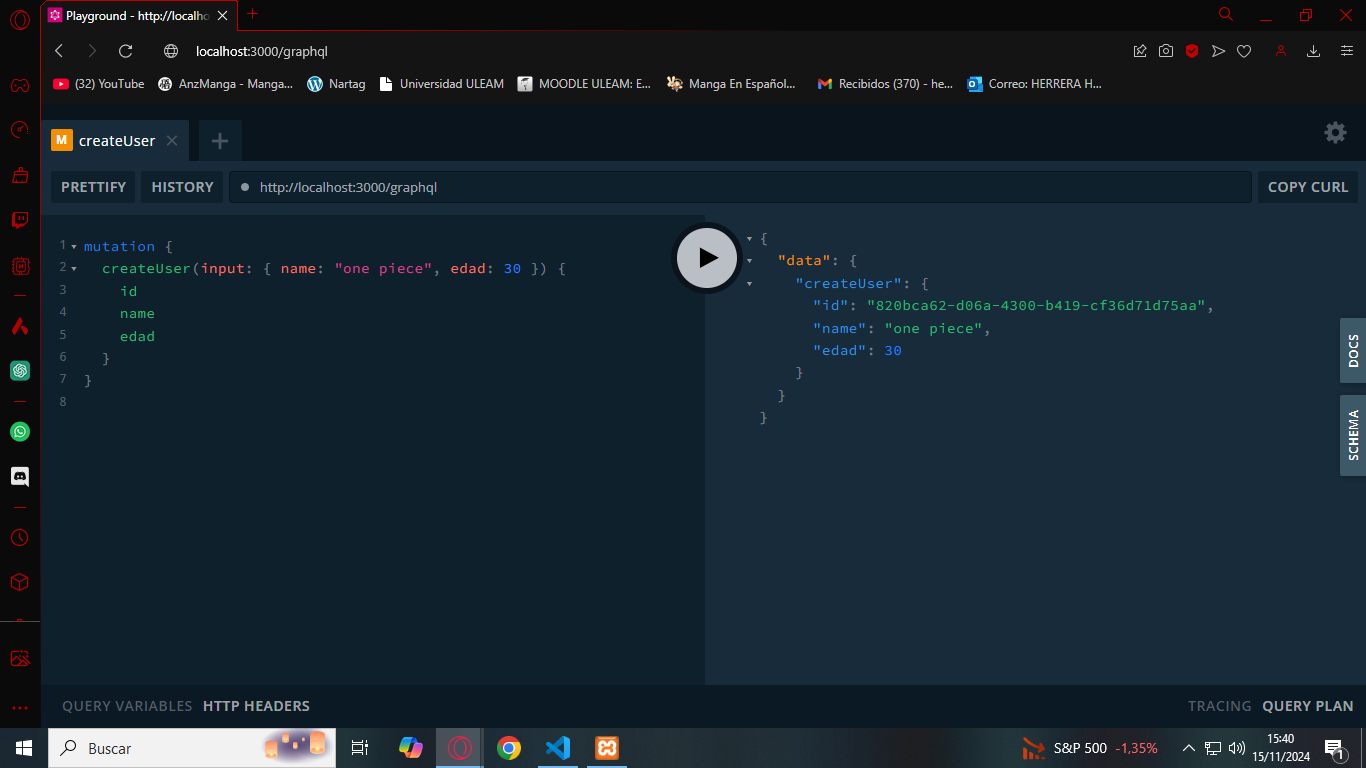 Playground - http://localho
localhost:3000/graphql
(32) YouTube
AnzManga - Manga...
Nartag
Universidad ULEAM
MOODLE ULEAM: E...
Manga En Español...
Recibidos (370) - he...
Correo: HERRERA H...
M createUser
PRETTIFY
HISTORY
http://localhost:3000/graphql
COPY CURL
1 mutation {
2 createUser(input: { name: "one piece", edad: 30 }) {
3 id
4 name
5 edad
6 }
7 }
8
{
"data": {
"createUser": {
"id": "820bca62-d06a-4300-b419-cf36d71d75aa",
"name": "one piece",
"edad": 30
}
}
}
DOCS
SCHEMA
QUERY VARIABLES
HTTP HEADERS
TRACING
QUERY PLAN
Buscar
S&P 500 -1,35%
15:40
15/11/2024
1